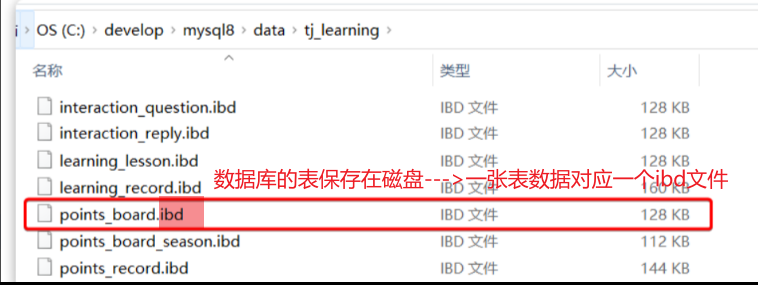 OS (C:) › develop › mysql8 › data › tj_learning ›
名称 类型 大小
interaction_question.ibd IBD 文件 128 KB
interaction_reply.ibd IBD 文件 128 KB
learning_lesson.ibd IBD 文件 128 KB
learning_record.ibd IBD 文件 160 KB
数据库的表保存在磁盘--->一张表数据对应一个ibd文件
points_board.ibd IBD 文件 128 KB
points_board_season.ibd IBD 文件 112 KB
points_record.ibd IBD 文件 144 KB